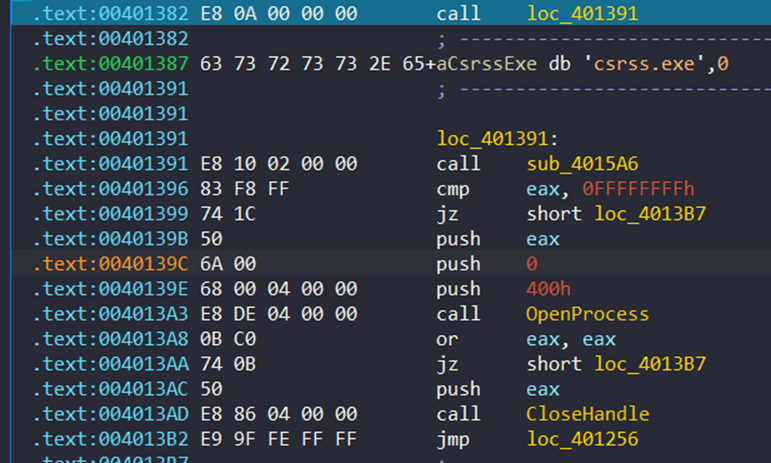 .text:00401382 E8 0A 00 00 00 call loc_401391
.text:00401382 ; ---------------------------
.text:00401387 63 73 72 73 73 2E 65+aCsrssExe db 'csrss.exe',0
.text:00401391 ; ---------------------------
.text:00401391
.text:00401391 loc_401391:
.text:00401391 E8 10 02 00 00 call sub_4015A6
.text:00401396 83 F8 FF cmp eax, 0FFFFFFFFh
.text:00401399 74 1C jz short loc_4013B7
.text:0040139B 50 push eax
.text:0040139C 6A 00 push 0
.text:0040139E 68 00 04 00 00 push 400h
.text:004013A3 E8 DE 04 00 00 call OpenProcess
.text:004013A8 0B C0 or eax, eax
.text:004013AA 74 0B jz short loc_4013B7
.text:004013AC 50 push eax
.text:004013AD E8 86 04 00 00 call CloseHandle
.text:004013B2 E9 9F FE FF FF jmp loc_401256